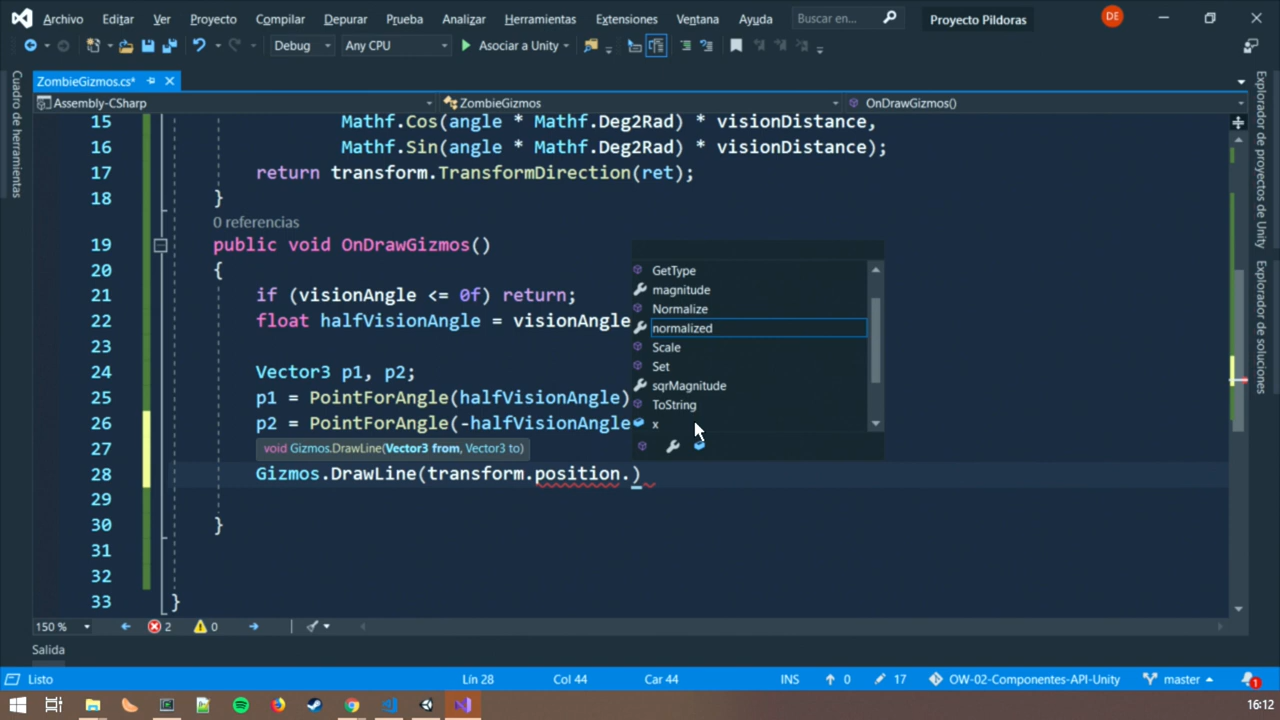 Archivo Editar Ver Proyecto Compilar Depurar Prueba Analizar Herramientas Extensiones Ventana Ayuda Buscar en... Proyecto Pildoras DE
Debug Any CPU Asociar a Unity
ZombieGizmos.cs*
Assembly-CSharp ZombieGizmos OnDrawGizmos()
Cuadro de herramientas
15 Mathf.Cos(angle * Mathf.Deg2Rad) * visionDistance,
16 Mathf.Sin(angle * Mathf.Deg2Rad) * visionDistance);
17 return transform.TransformDirection(ret);
18 }
0 referencias
19 public void OnDrawGizmos()
20 {
21 if (visionAngle <= 0f) return;
22 float halfVisionAngle = visionAngle
23
24 Vector3 p1, p2;
25 p1 = PointForAngle(halfVisionAngle)
26 p2 = PointForAngle(-halfVisionAngle
27 void Gizmos.DrawLine(Vector3 from, Vector3 to)
28 Gizmos.DrawLine(transform.position.)
29
30 }
31
32
33 }
GetType
magnitude
Normalize
normalized
Scale
Set
sqrMagnitude
ToString
x
Explorador de proyectos de Unity
Explorador de soluciones
150 % 2 0
Salida
Listo Lín 28 Col 44 Car 44 INS 0 17 OW-02-Componentes-API-Unity master 1
16:12